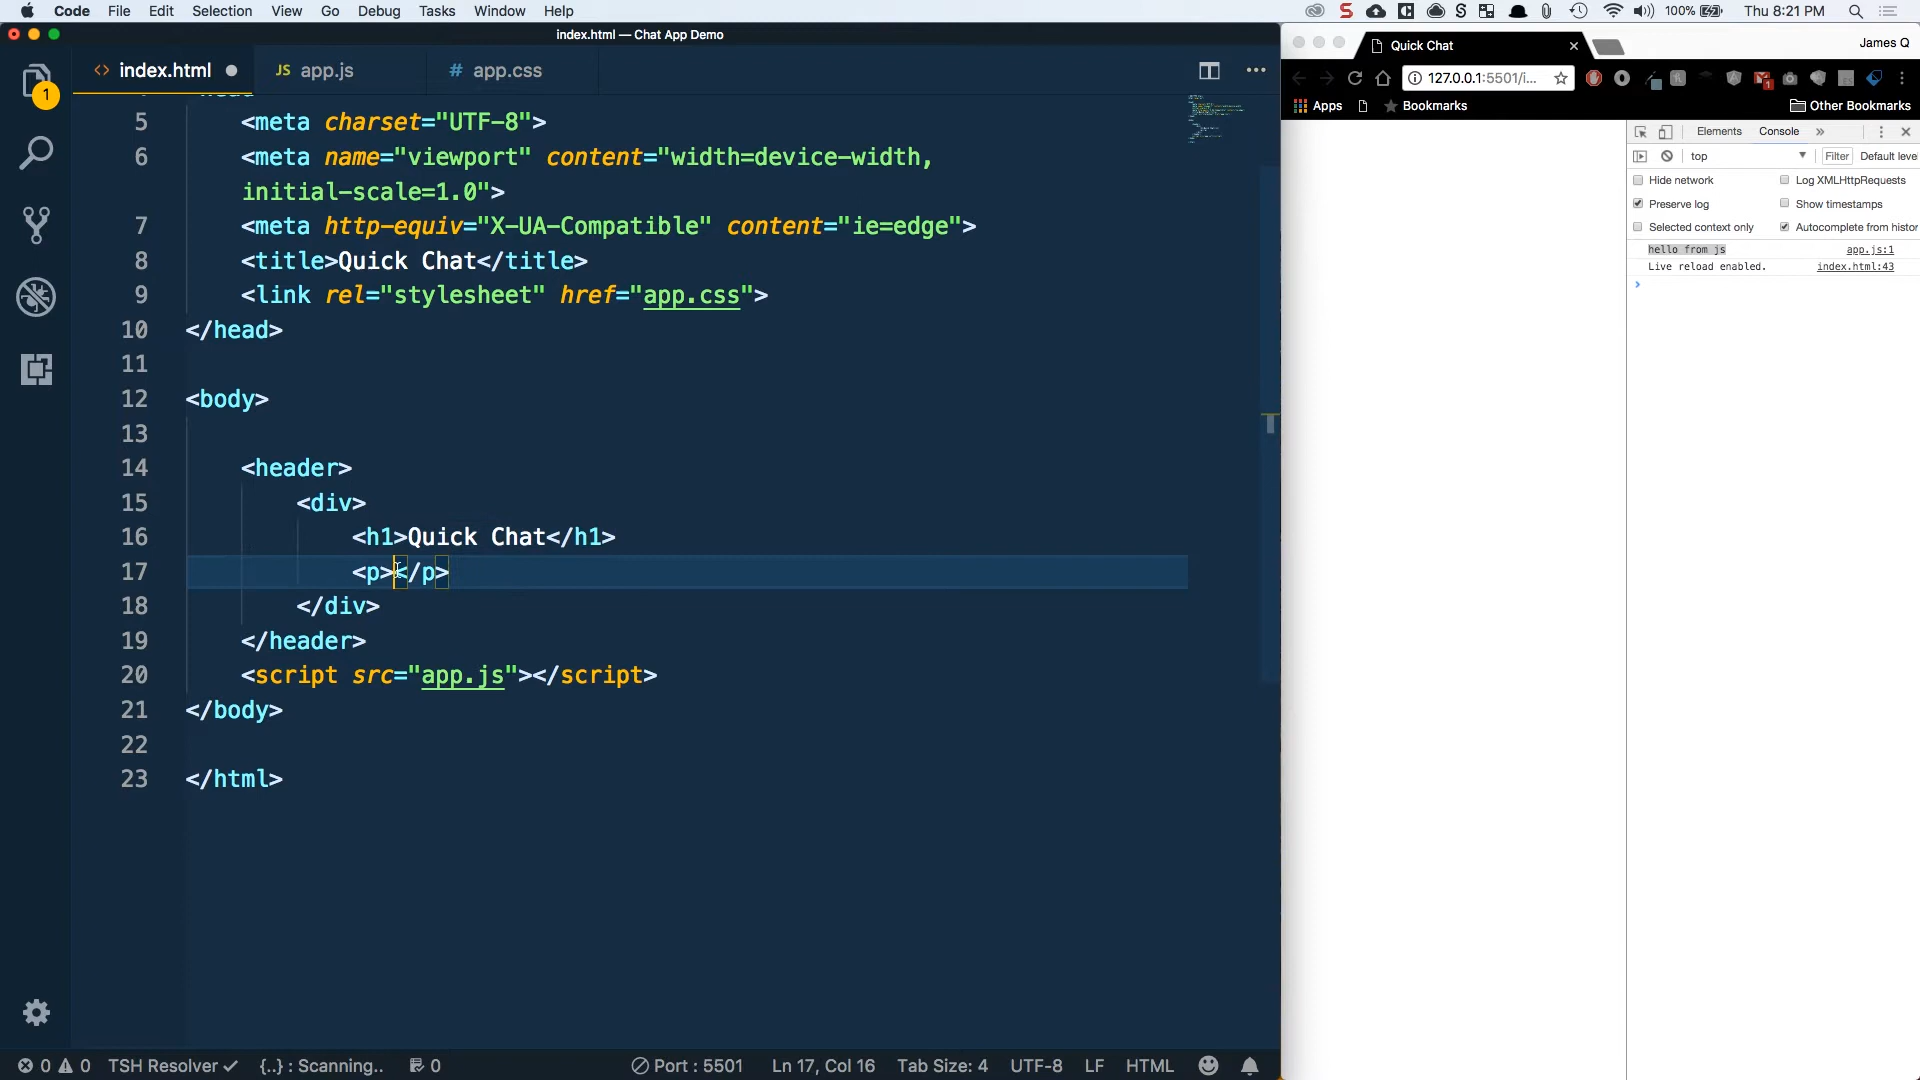 Code File Edit Selection View Go Debug Tasks Window Help
100% Thu 8:21 PM
index.html — Chat App Demo
index.html
JS app.js
# app.css
1
5 <meta charset="UTF-8">
6 <meta name="viewport" content="width=device-width,
initial-scale=1.0">
7 <meta http-equiv="X-UA-Compatible" content="ie=edge">
8 <title>Quick Chat</title>
9 <link rel="stylesheet" href="app.css">
10 </head>
11
12 <body>
13
14 <header>
15 <div>
16 <h1>Quick Chat</h1>
17 <p></p>
18 </div>
19 </header>
20 <script src="app.js"></script>
21 </body>
22
23 </html>
0 0 TSH Resolver {..} : Scanning.. 0
Port : 5501 Ln 17, Col 16 Tab Size: 4 UTF-8 LF HTML
Quick Chat
James Q
127.0.0.1:5501/i...
Apps Bookmarks Other Bookmarks
Elements Console »
top Filter Default leve
Hide network Log XMLHttpRequests
Preserve log Show timestamps
Selected context only Autocomplete from histor
hello from js app.js:1
Live reload enabled. index.html:43